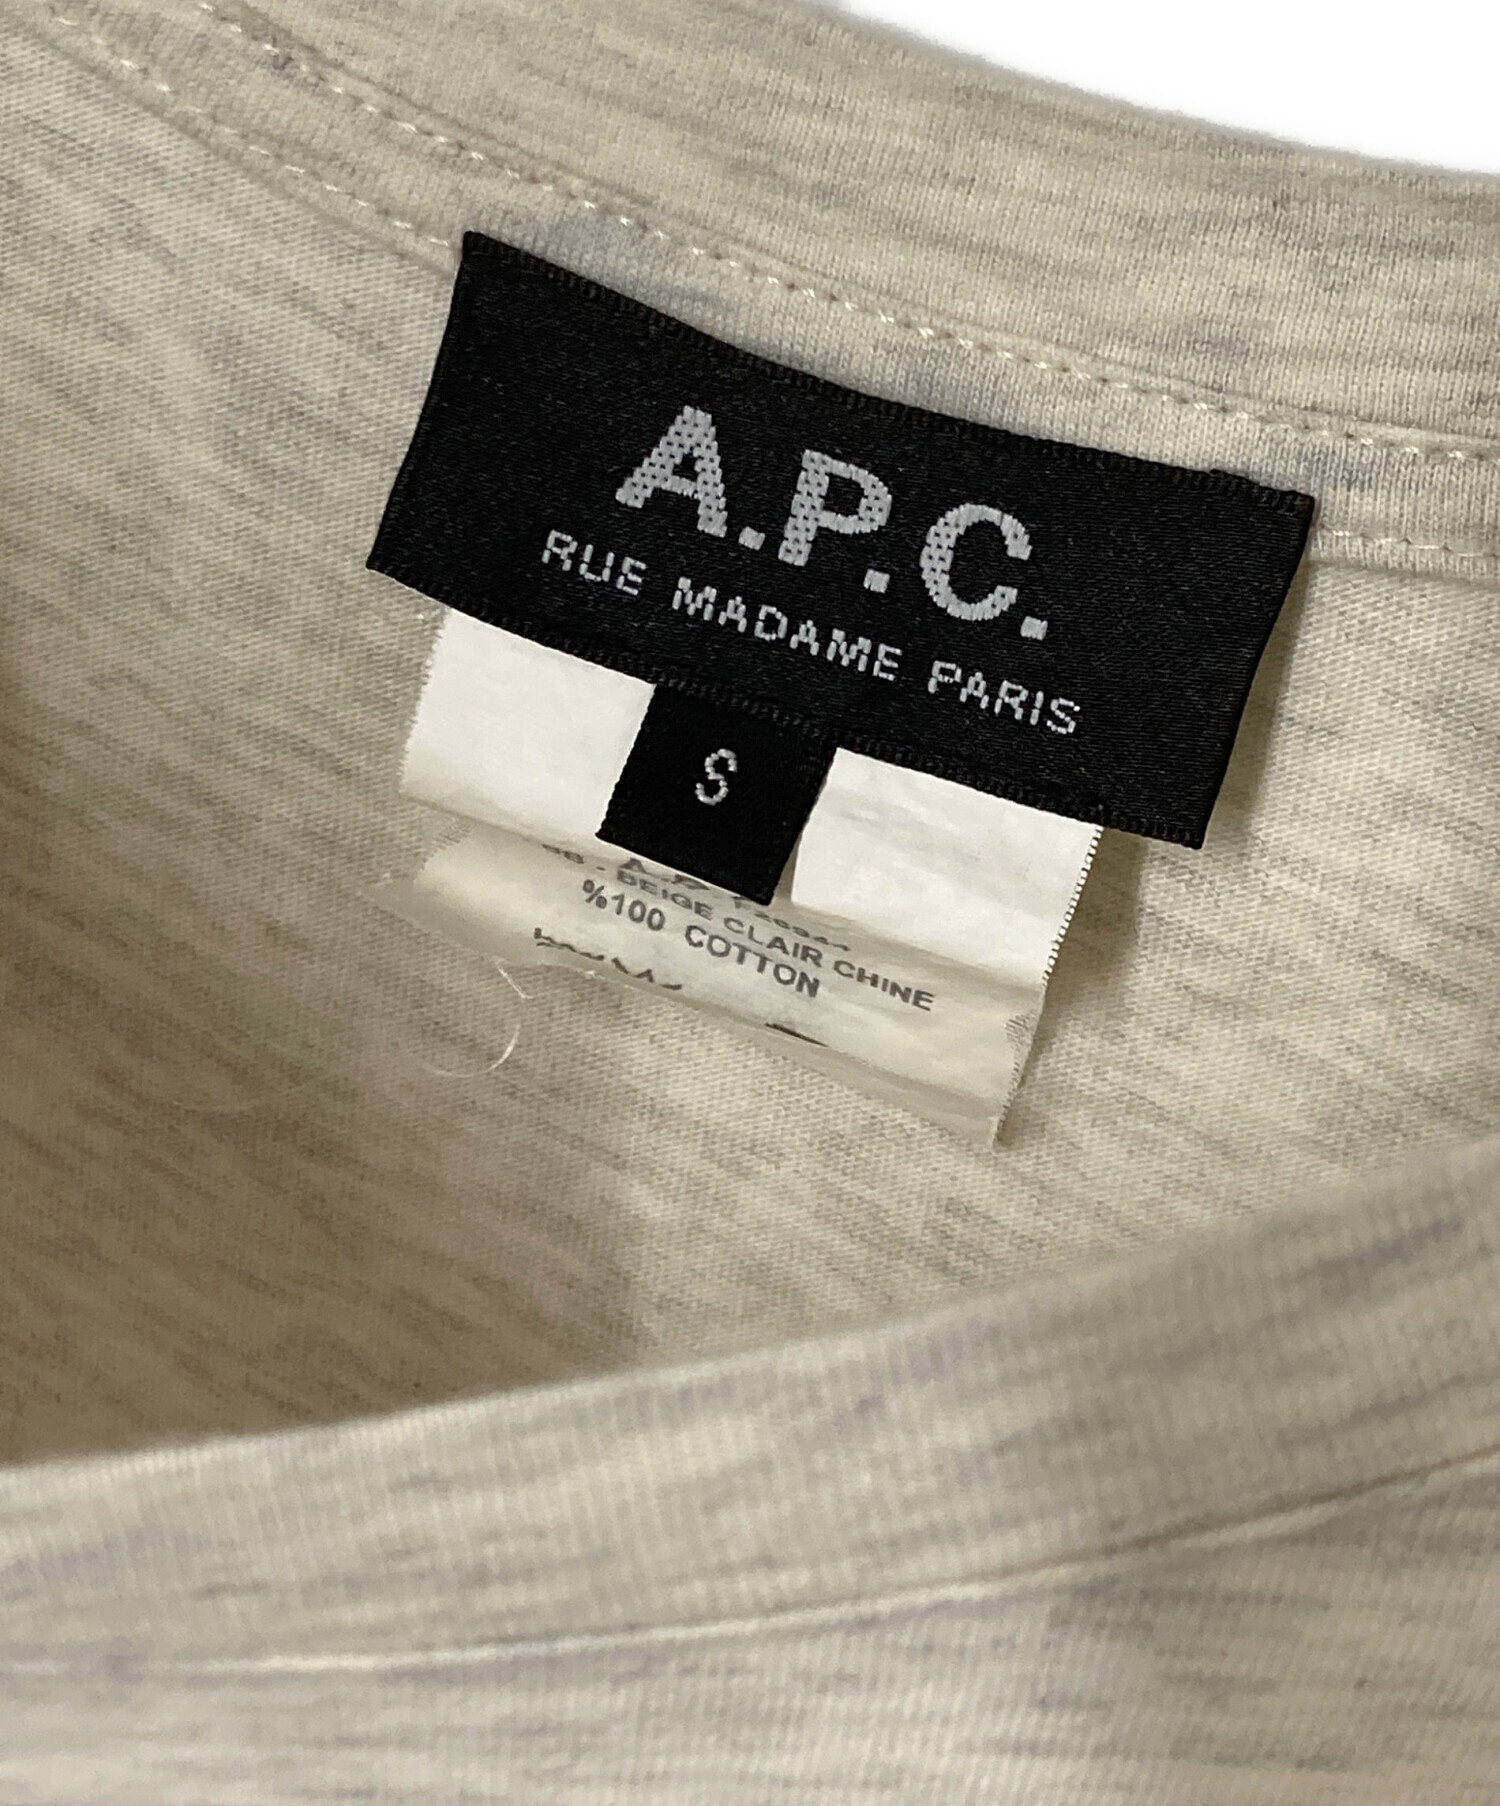 A.P.C.
RUE MADAME PARIS
S
BEIGE CLAIR CHINE
%100 COTTON